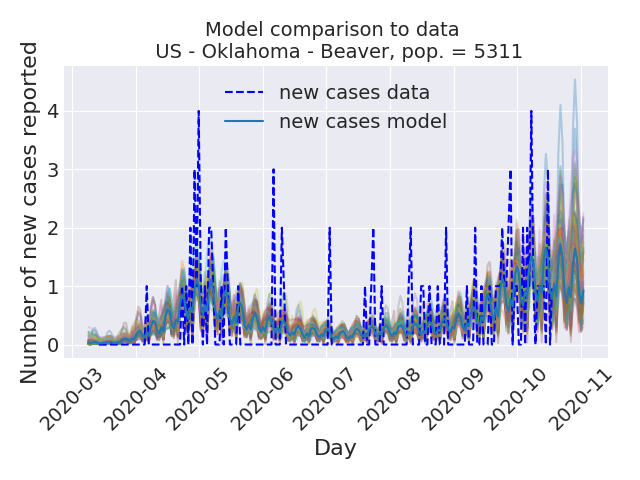 Model comparison to data
US - Oklahoma - Beaver, pop. = 5311
new cases data
new cases model
Number of new cases reported
4
3
2
1
0
2020-03
2020-04
2020-05
2020-06
2020-07
2020-08
2020-09
2020-10
2020-11
Day